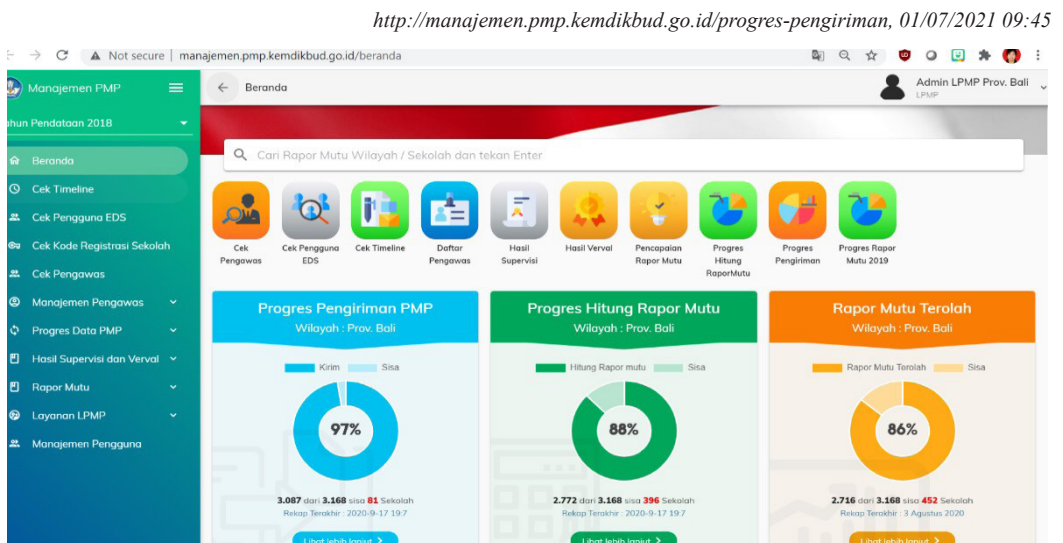 http://manajemen.pmp.kemdikbud.go.id/progres-pengiriman, 01/07/2021 09:45
Not secure | manajemen.pmp.kemdikbud.go.id/beranda
Manajemen PMP
Beranda
Admin LPMP Prov. Bali
LPMP
ahun Pendataan 2018
Beranda
Cek Timeline
Cek Pengguna EDS
Cek Kode Registrasi Sekolah
Cek Pengawas
Manajemen Pengawas
Progres Data PMP
Hasil Supervisi dan Verval
Rapor Mutu
Layanan LPMP
Manajemen Pengguna
Cari Rapor Mutu Wilayah / Sekolah dan tekan Enter
Cek
Pengawas
Cek Pengguna
EDS
Cek Timeline
Daftar
Pengawas
Hasil
Supervisi
Hasil Verval
Pencapaian
Rapor Mutu
Progres
Hitung
RaporMutu
Progres
Pengiriman
Progres Rapor
Mutu 2019
Progres Pengiriman PMP
Wilayah : Prov. Bali
Kirim Sisa
97%
3.087 dari 3.168 sisa 81 Sekolah
Rekap Terakhir : 2020-9-17 19:7
Lihat lebih lanjut >
Progres Hitung Rapor Mutu
Wilayah : Prov. Bali
Hitung Rapor mutu Sisa
88%
2.772 dari 3.168 sisa 396 Sekolah
Rekap Terakhir : 2020-9-17 19:7
Lihat lebih lanjut >
Rapor Mutu Terolah
Wilayah : Prov. Bali
Rapor Mutu Terolah Sisa
86%
2.716 dari 3.168 sisa 452 Sekolah
Rekap Terakhir : 3 Agustus 2020
Lihat lebih lanjut >